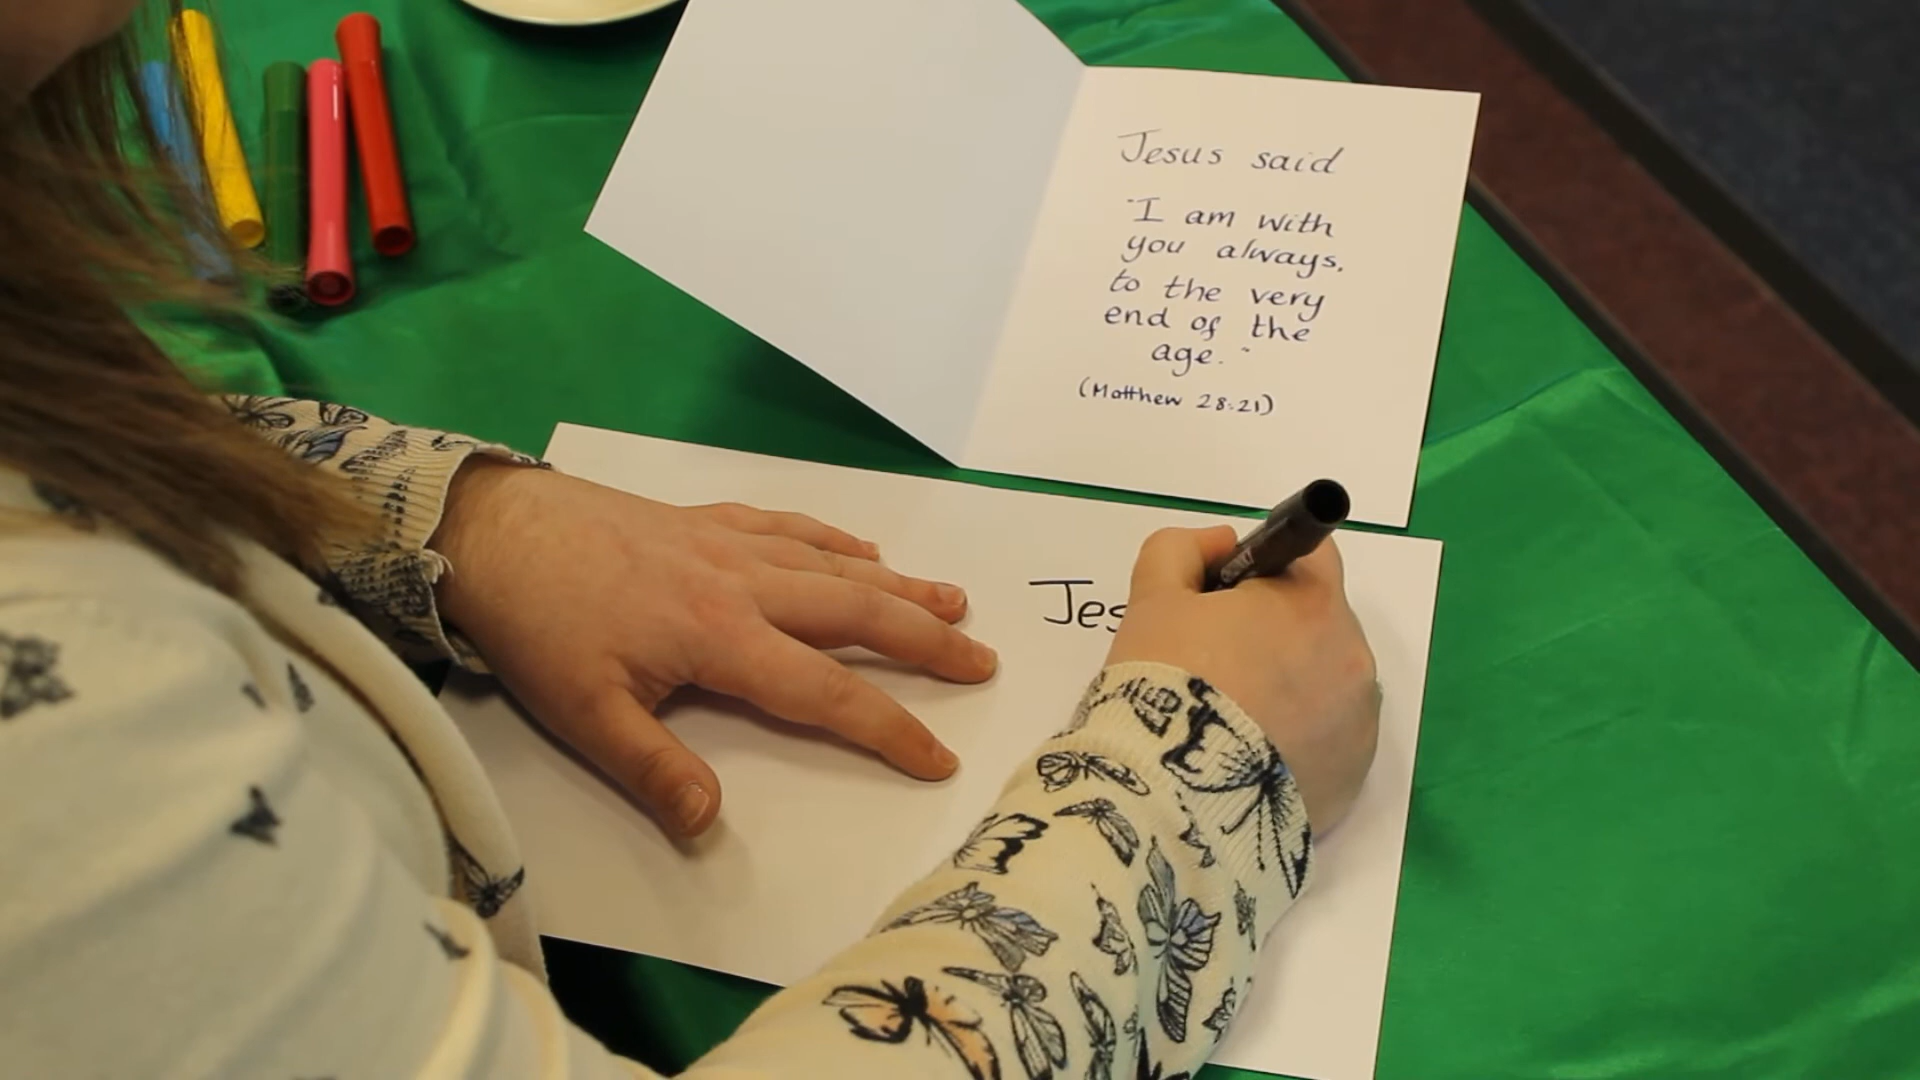 Jesus said
"I am with
you always,
to the very
end of the
age."
(Matthew 28:21)
Jes